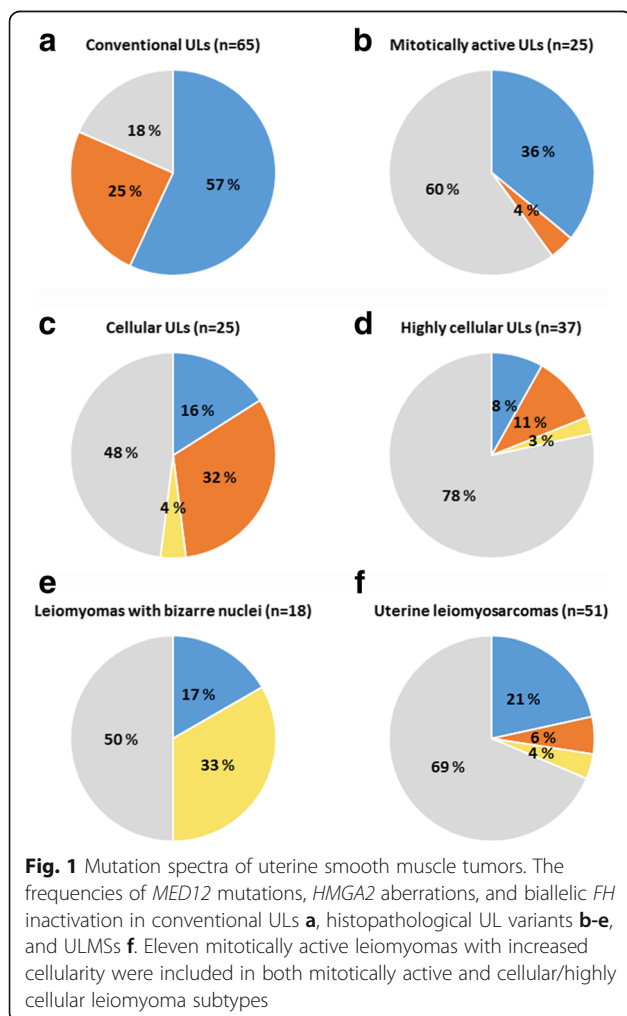 a
Conventional ULs (n=65)
18 %
25 %
57 %
b
Mitotically active ULs (n=25)
36 %
60 %
4 %
c
Cellular ULs (n=25)
16 %
48 %
32 %
4 %
d
Highly cellular ULs (n=37)
8 %
11 %
3 %
78 %
e
Leiomyomas with bizarre nuclei (n=18)
17 %
50 %
33 %
f
Uterine leiomyosarcomas (n=51)
21 %
6 %
4 %
69 %
Fig. 1 Mutation spectra of uterine smooth muscle tumors. The
frequencies of MED12 mutations, HMGA2 aberrations, and biallelic FH
inactivation in conventional ULs a, histopathological UL variants b-e,
and ULMSs f. Eleven mitotically active leiomyomas with increased
cellularity were included in both mitotically active and cellular/highly
cellular leiomyoma subtypes